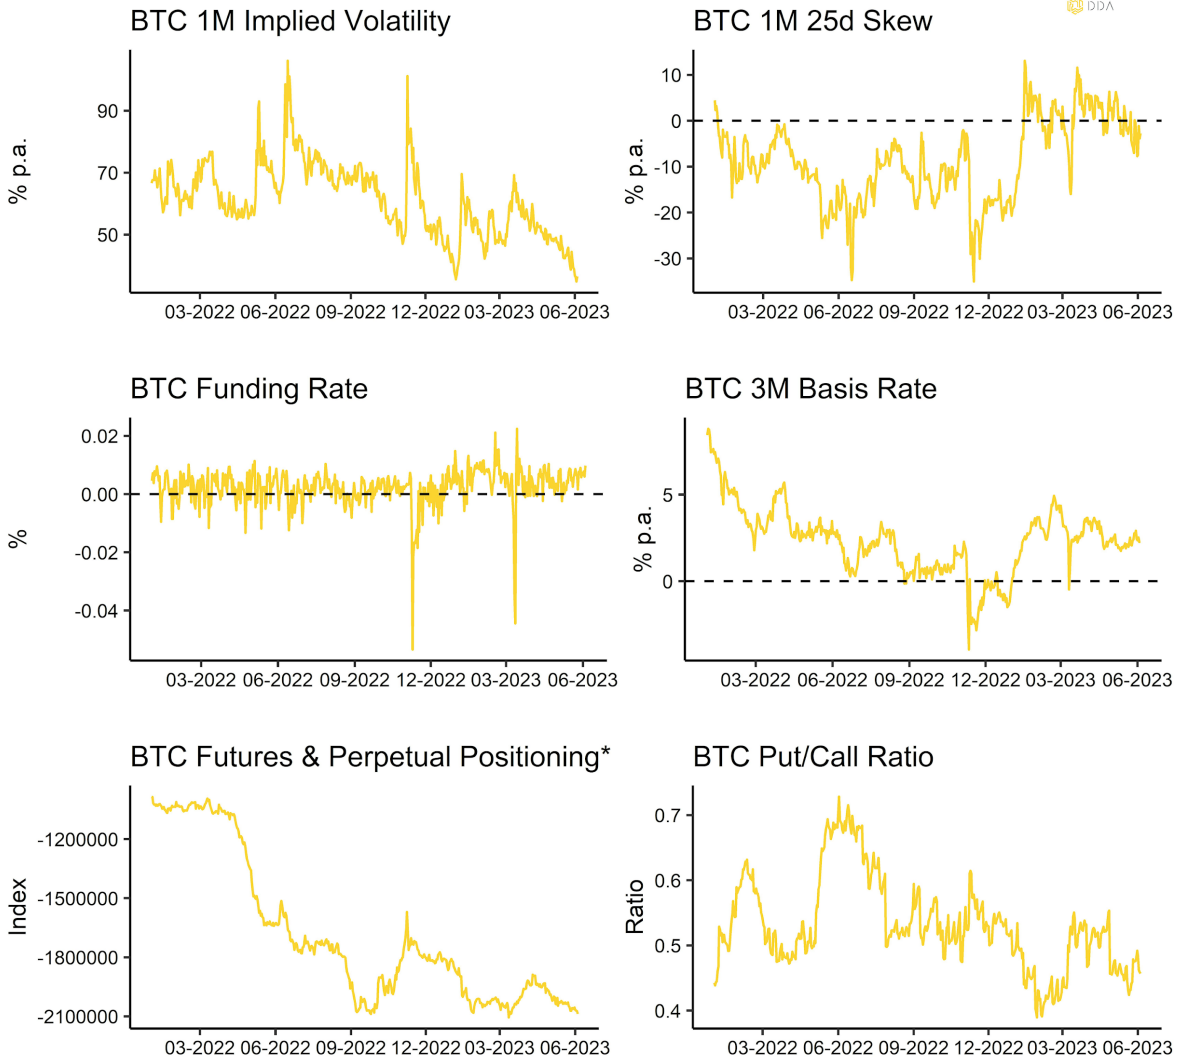 DDA
BTC 1M Implied Volatility
% p.a.
90
70
50
03-2022 06-2022 09-2022 12-2022 03-2023 06-2023
BTC 1M 25d Skew
% p.a.
10
0
-10
-20
-30
03-2022 06-2022 09-2022 12-2022 03-2023 06-2023
BTC Funding Rate
%
0.02
0.00
-0.02
-0.04
03-2022 06-2022 09-2022 12-2022 03-2023 06-2023
BTC 3M Basis Rate
% p.a.
5
0
03-2022 06-2022 09-2022 12-2022 03-2023 06-2023
BTC Futures & Perpetual Positioning*
Index
-1200000
-1500000
-1800000
-2100000
03-2022 06-2022 09-2022 12-2022 03-2023 06-2023
BTC Put/Call Ratio
Ratio
0.7
0.6
0.5
0.4
03-2022 06-2022 09-2022 12-2022 03-2023 06-2023